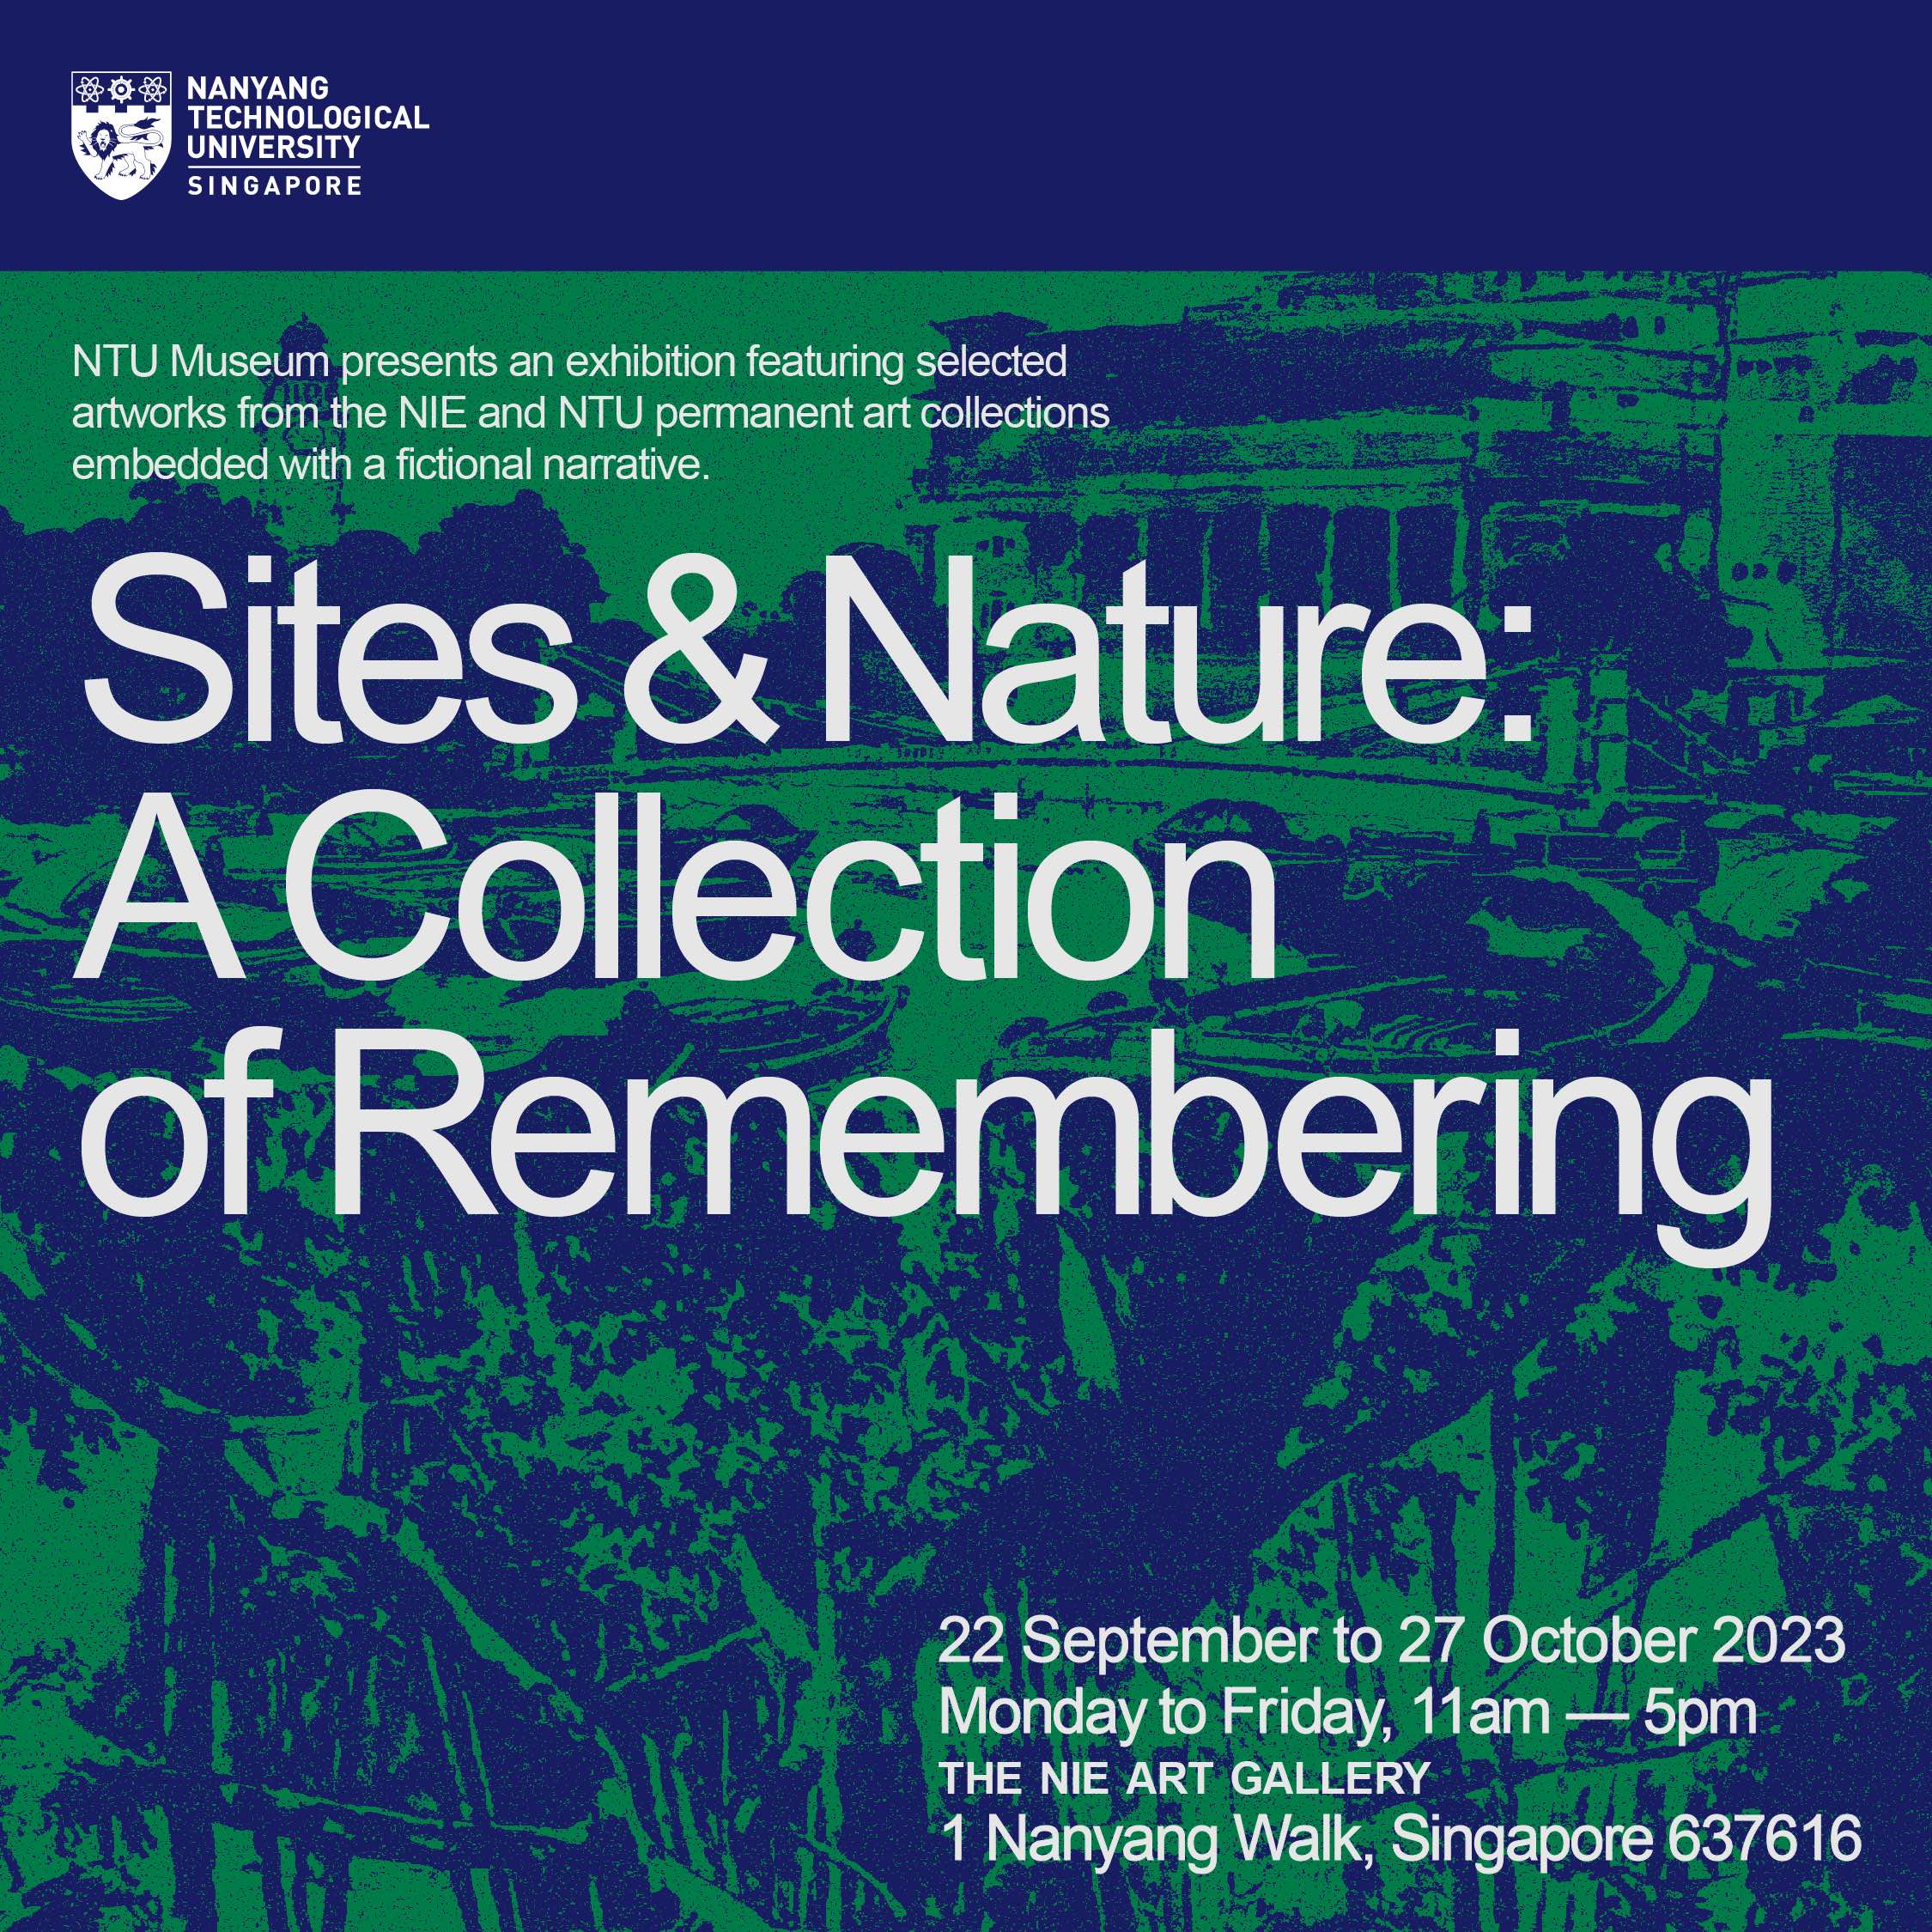 NANYANG
TECHNOLOGICAL
UNIVERSITY
SINGAPORE
NTU Museum presents an exhibition featuring selected
artworks from the NIE and NTU permanent art collections
embedded with a fictional narrative.
Sites & Nature:
A Collection
of Remembering
22 September to 27 October 2023
Monday to Friday, 11am — 5pm
THE NIE ART GALLERY
1 Nanyang Walk, Singapore 637616